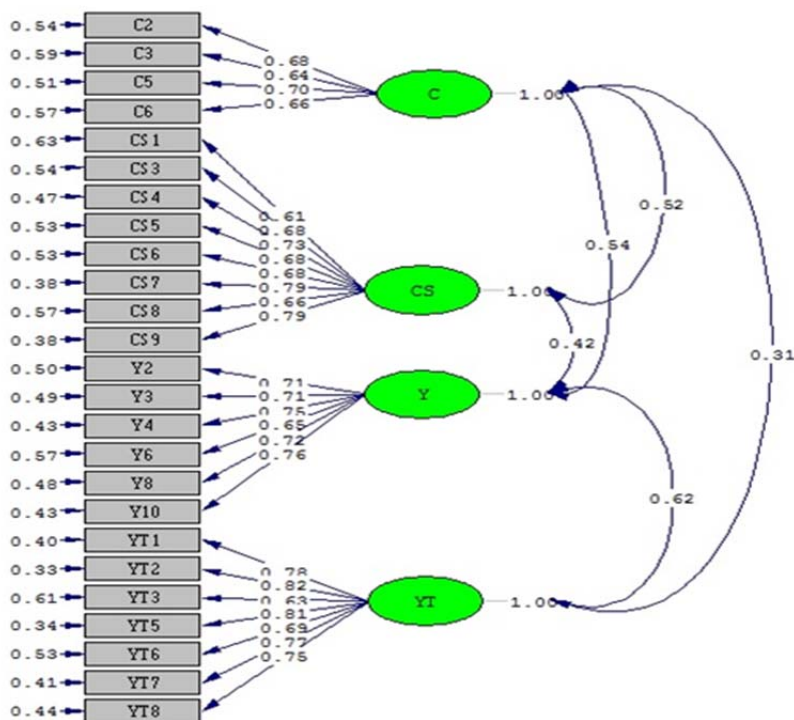 0.54 C2
0.68
0.59 C3
0.64
0.51 C5
0.70
C 1.00
0.57 C6
0.66
0.63 CS1
0.54 CS3
0.47 CS4
0.52
0.61
0.53 CS5
0.68
0.54
0.73
0.53 CS6
0.68
0.68
0.38 CS7
0.79
CS 1.00
0.57 CS8
0.66
0.79
0.38 CS9
0.42
0.31
0.50 Y2
0.71
0.49 Y3
0.71
Y 1.00
0.75
0.43 Y4
0.65
0.72
0.57 Y6
0.76
0.48 Y8
0.62
0.43 Y10
0.40 YT1
0.78
0.33 YT2
0.82
0.61 YT3
0.63
YT 1.00
0.81
0.34 YT5
0.69
0.77
0.53 YT6
0.75
0.41 YT7
0.44 YT8